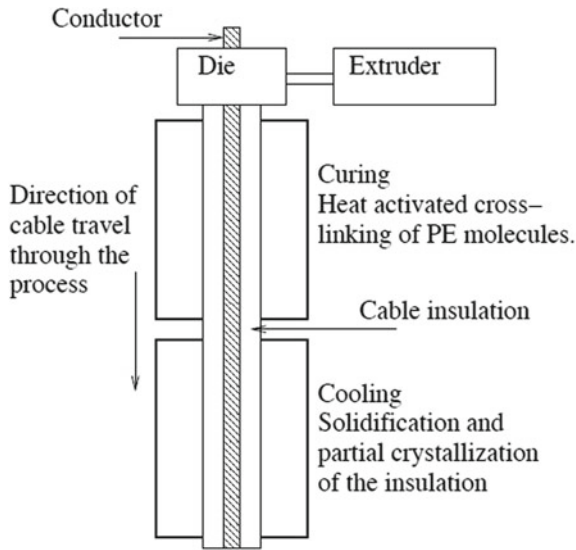 Conductor
Die
Extruder
Curing
Heat activated cross–
linking of PE molecules.
Direction of
cable travel
through the
process
Cable insulation
Cooling
Solidification and
partial crystallization
of the insulation